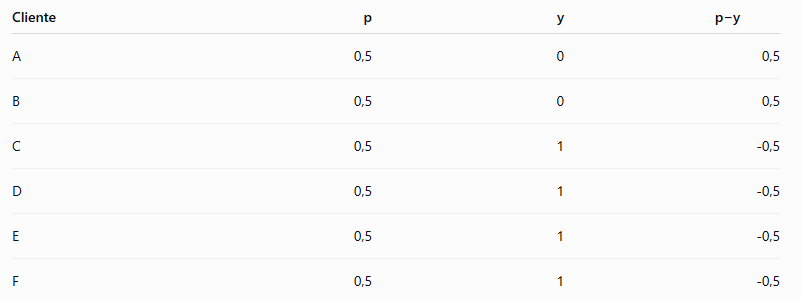 Cliente p y p−y
A 0,5 0 0,5
B 0,5 0 0,5
C 0,5 1 -0,5
D 0,5 1 -0,5
E 0,5 1 -0,5
F 0,5 1 -0,5